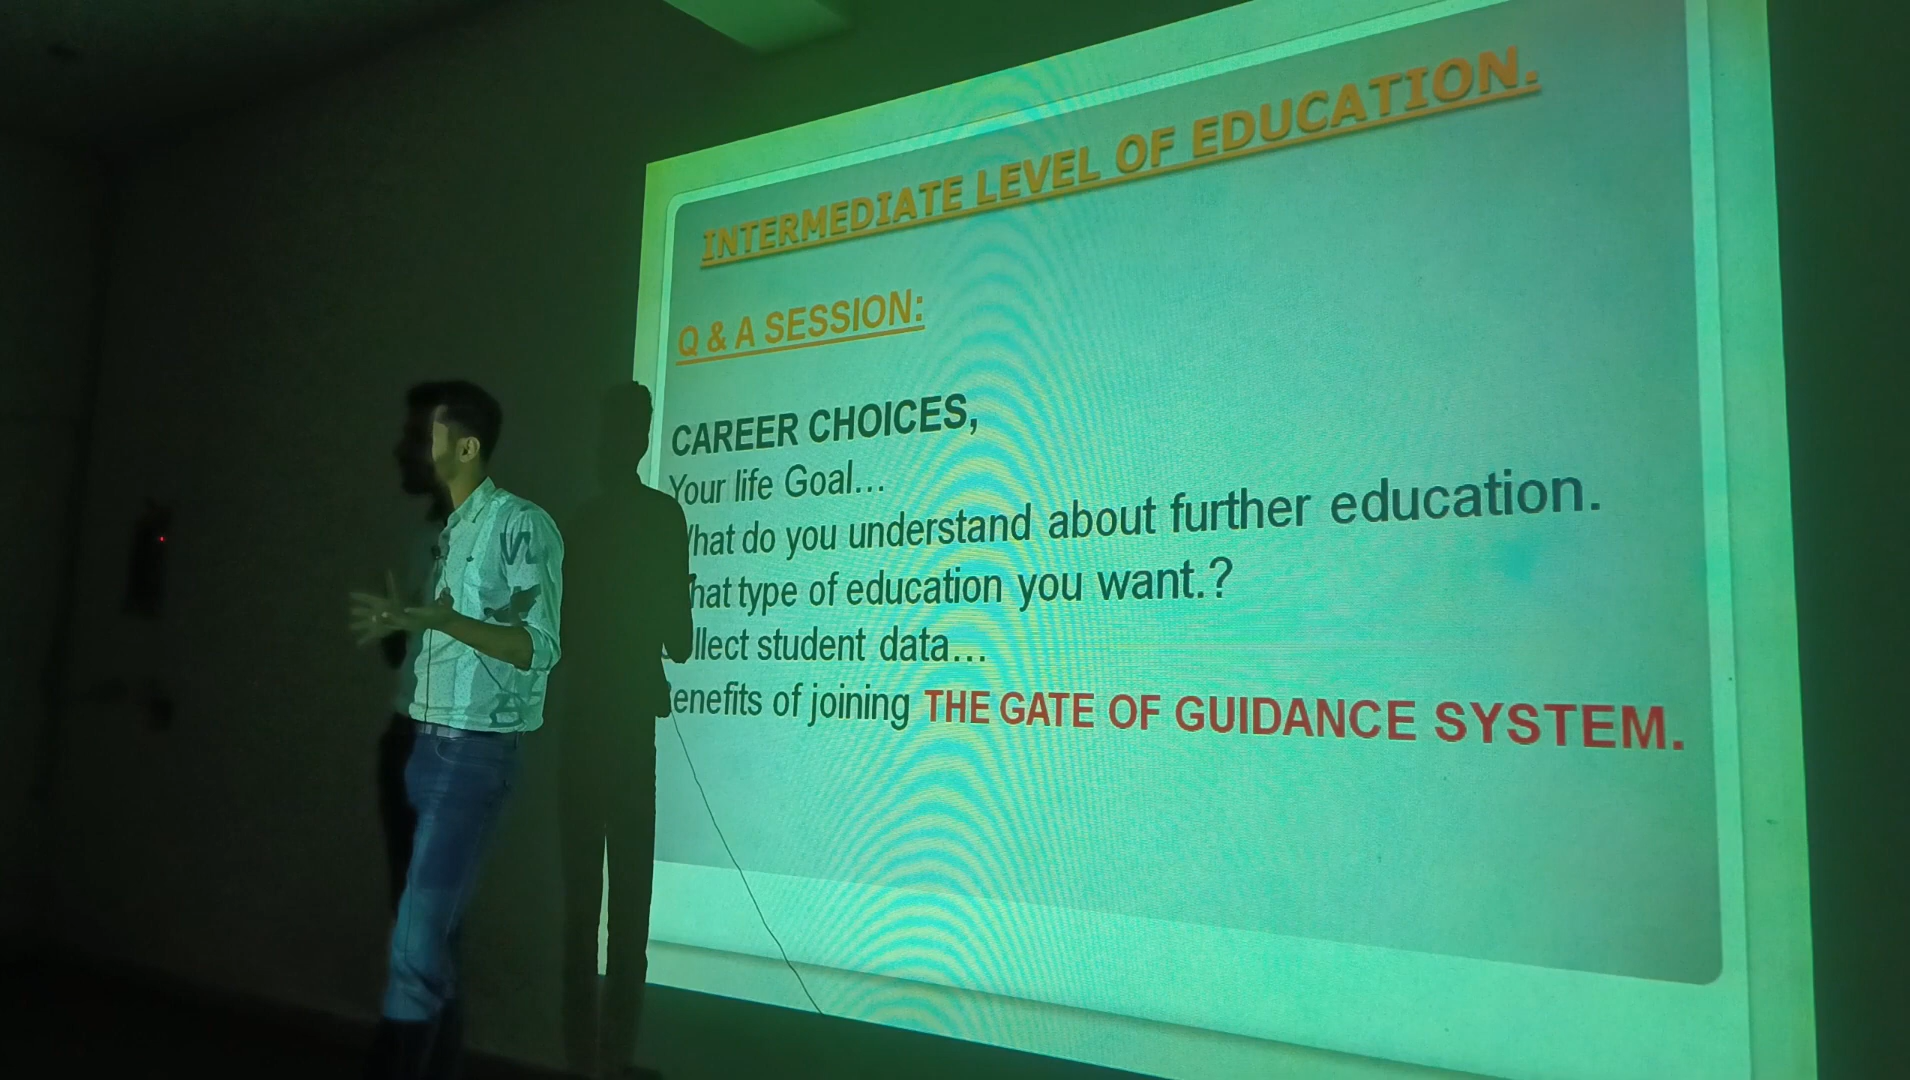 INTERMEDIATE LEVEL OF EDUCATION.
Q & A SESSION:
CAREER CHOICES,
Your life Goal...
hat do you understand about further education.
hat type of education you want.?
llect student data...
enefits of joining THE GATE OF GUIDANCE SYSTEM.